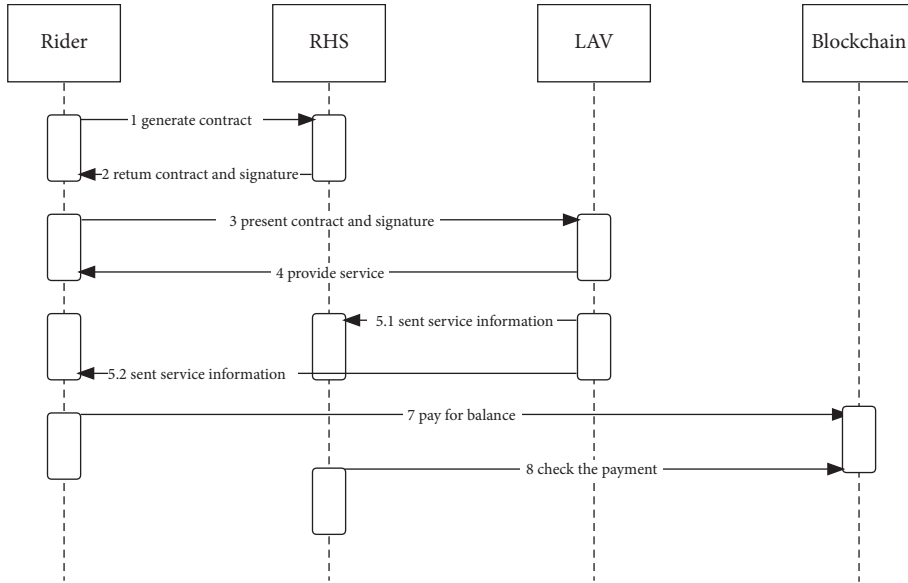 Rider
RHS
LAV
Blockchain
1 generate contract
2 retum contract and signature
3 present contract and signature
4 provide service
5.1 sent service information
5.2 sent service information
7 pay for balance
8 check the payment